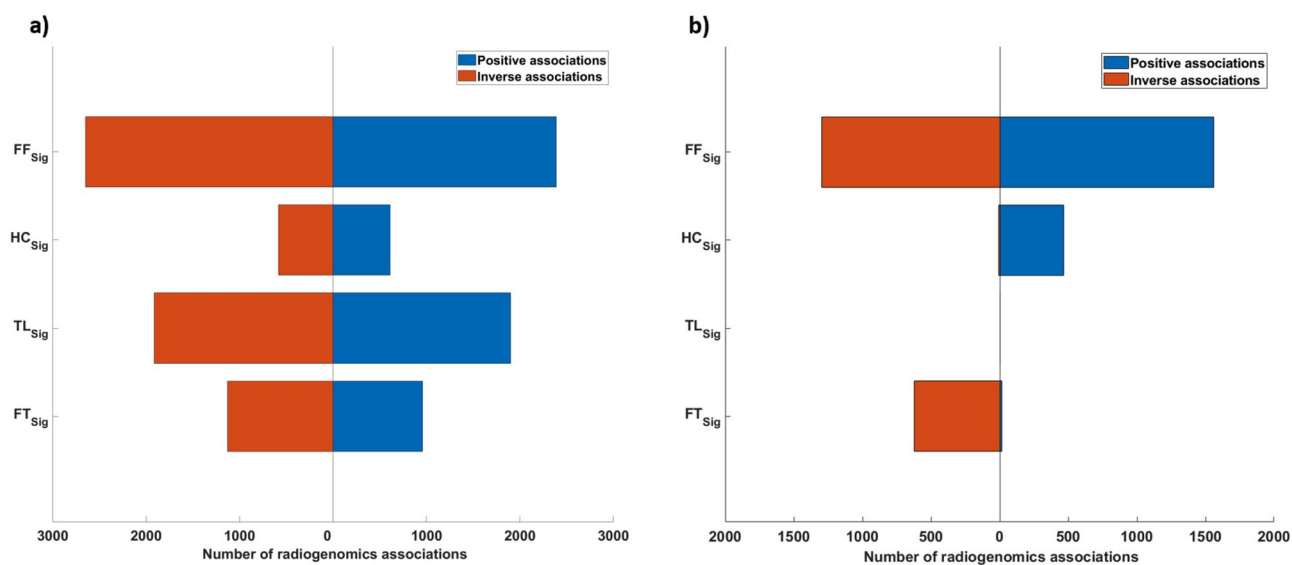 a)
Positive associations
Inverse associations
FFSig
HCSig
TLSig
FTSig
3000 2000 1000 0 1000 2000 3000
Number of radiogenomics associations
b)
Positive associations
Inverse associations
FFSig
HCSig
TLSig
FTSig
2000 1500 1000 500 0 500 1000 1500 2000
Number of radiogenomics associations